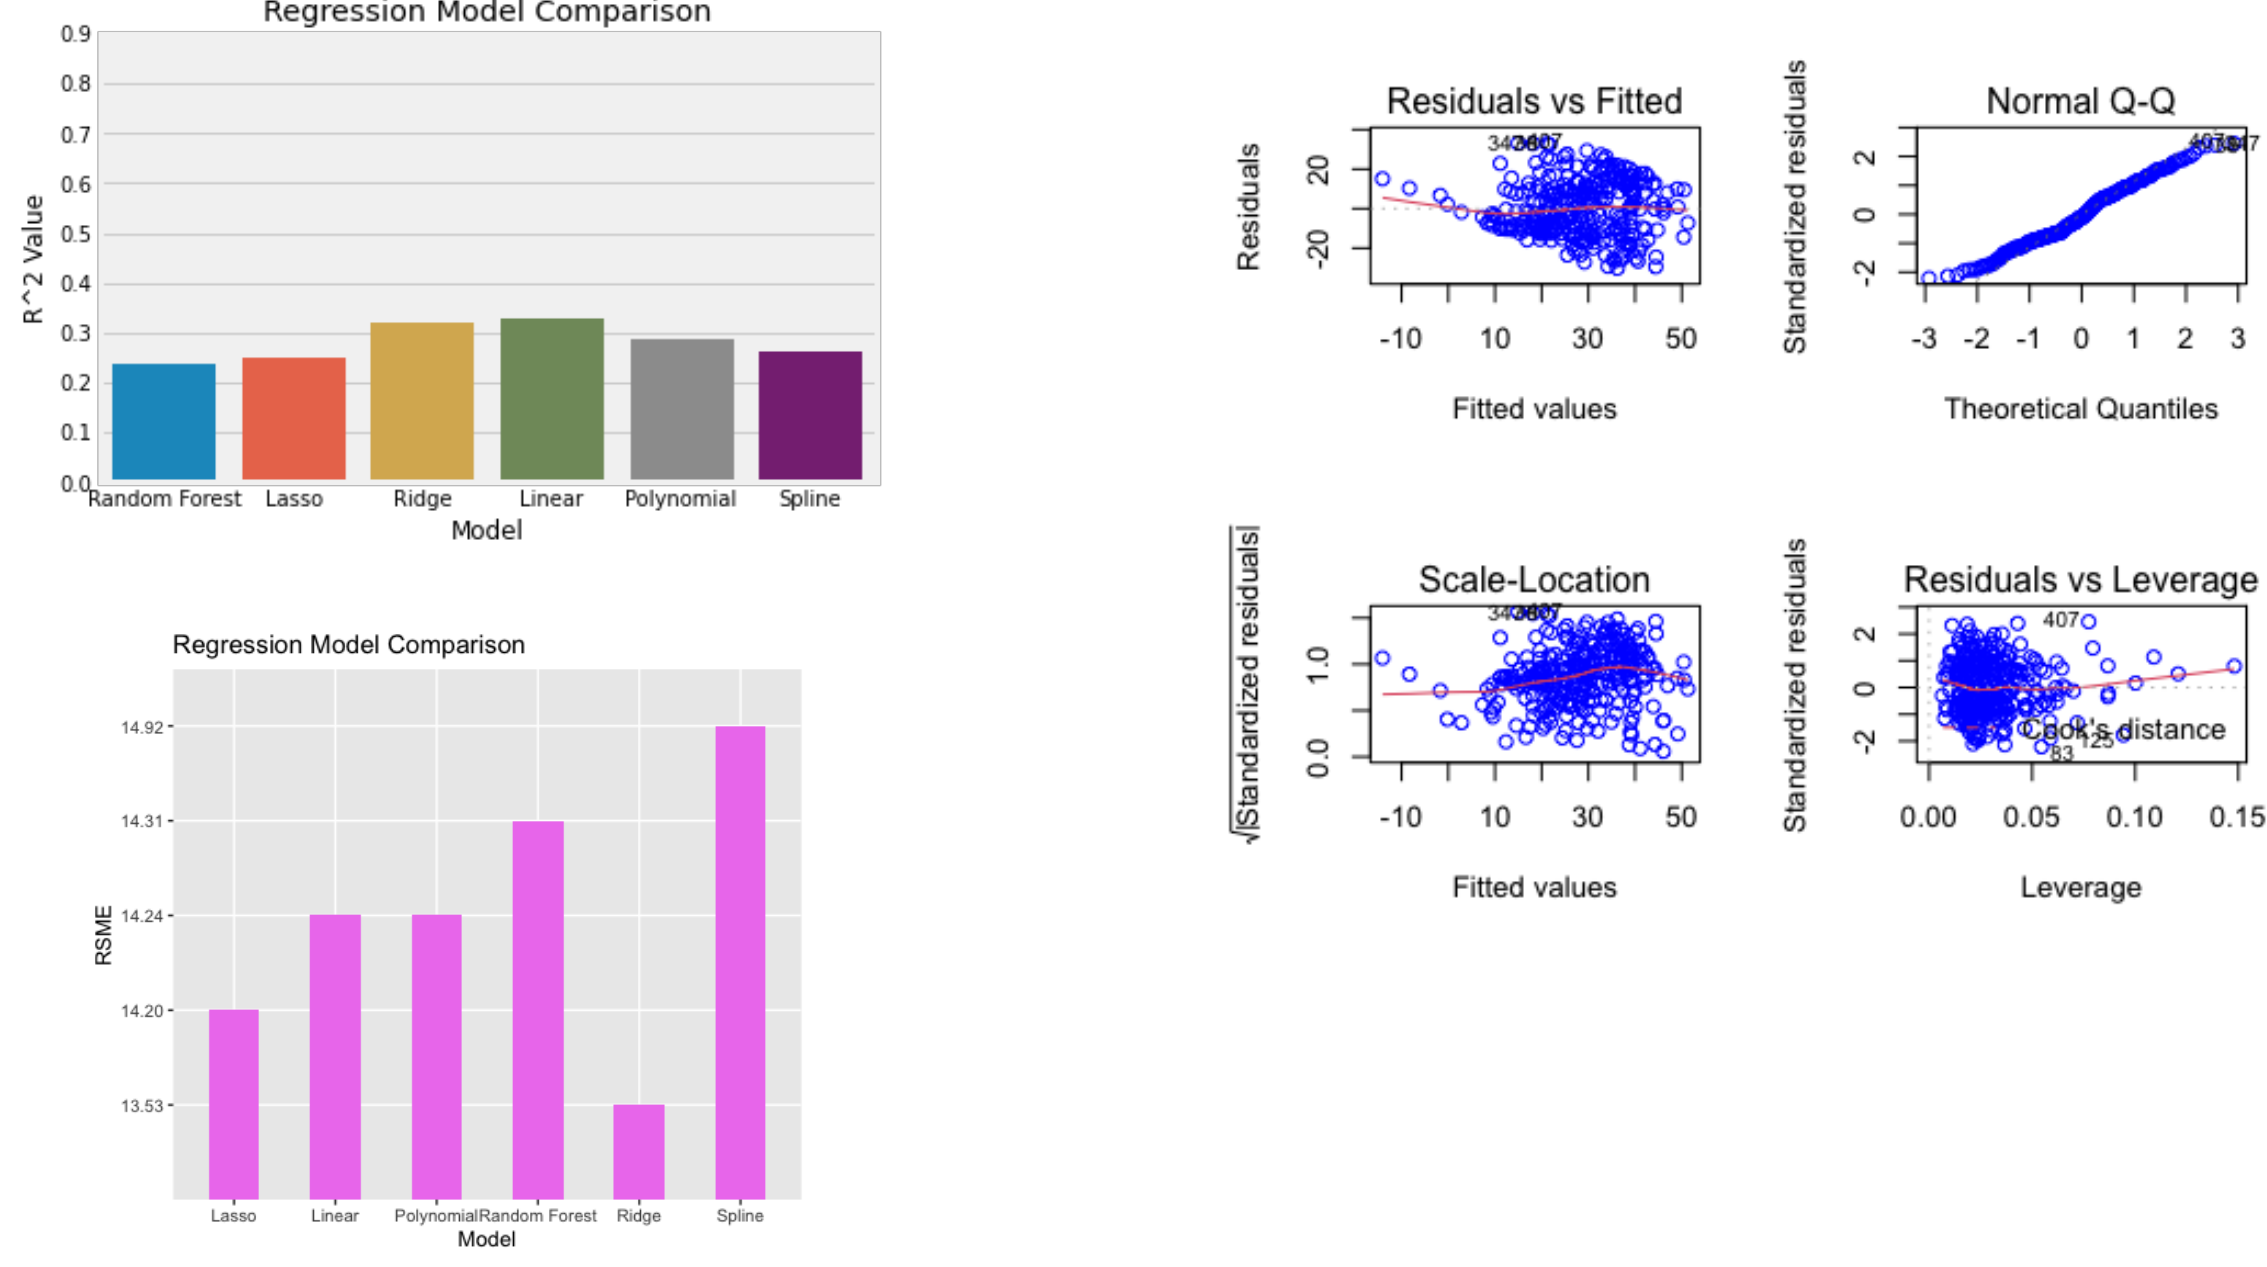 Regression Model Comparison
R^2 Value
0.9
0.8
0.7
0.6
0.5
0.4
0.3
0.2
0.1
0.0
Random Forest Lasso Ridge Linear Polynomial Spline
Model
Regression Model Comparison
RSME
14.92
14.31
14.24
14.20
13.53
Lasso Linear Polynomial Random Forest Ridge Spline
Model
Residuals vs Fitted
Residuals
20
-20
-10 10 30 50
Fitted values
Normal Q-Q
Standardized residuals
2
0
-2
-3 -2 -1 0 1 2 3
Theoretical Quantiles
Scale-Location
√|Standardized residuals|
1.0
0.0
-10 10 30 50
Fitted values
Residuals vs Leverage
Standardized residuals
2
0
-2
407
Cook's distance
125
83
0.00 0.05 0.10 0.15
Leverage